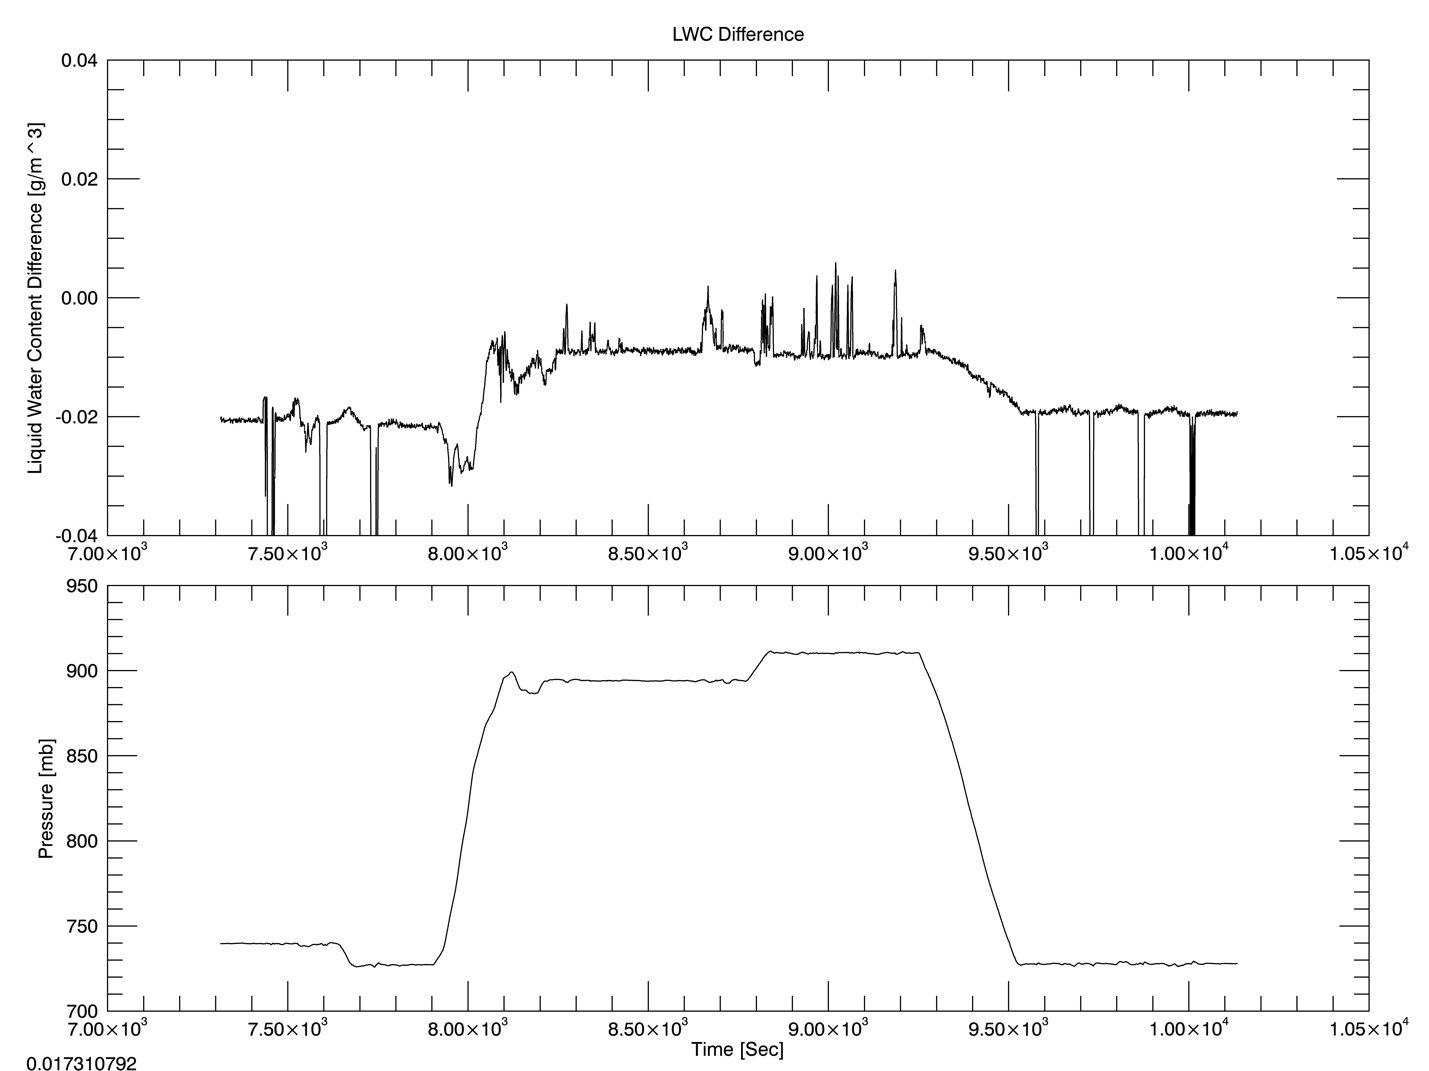 LWC Difference
0.04
0.02
0.00
-0.02
-0.04
Liquid Water Content Difference [g/m^3]
7.00×10³ 7.50×10³ 8.00×10³ 8.50×10³ 9.00×10³ 9.50×10³ 1.00×10⁴ 1.05×10⁴
950
900
850
800
750
700
Pressure [mb]
7.00×10³ 7.50×10³ 8.00×10³ 8.50×10³ 9.00×10³ 9.50×10³ 1.00×10⁴ 1.05×10⁴
Time [Sec]
0.017310792